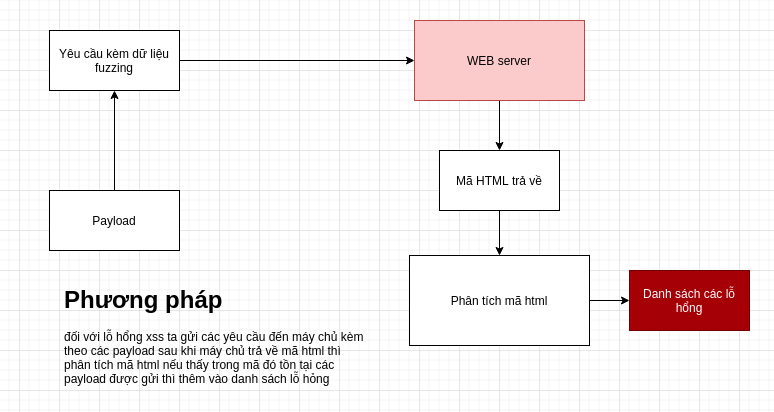 Yêu cầu kèm dữ liệu
fuzzing
WEB server
Mã HTML trả về
Payload
Phân tích mã html
Danh sách các lỗ
hổng
Phương pháp
đối với lỗ hổng xss ta gửi các yêu cầu đến máy chủ kèm
theo các payload sau khi máy chủ trả về mã html thì
phân tích mã html nếu thấy trong mã đó tồn tại các
payload được gửi thì thêm vào danh sách lỗ hỏng